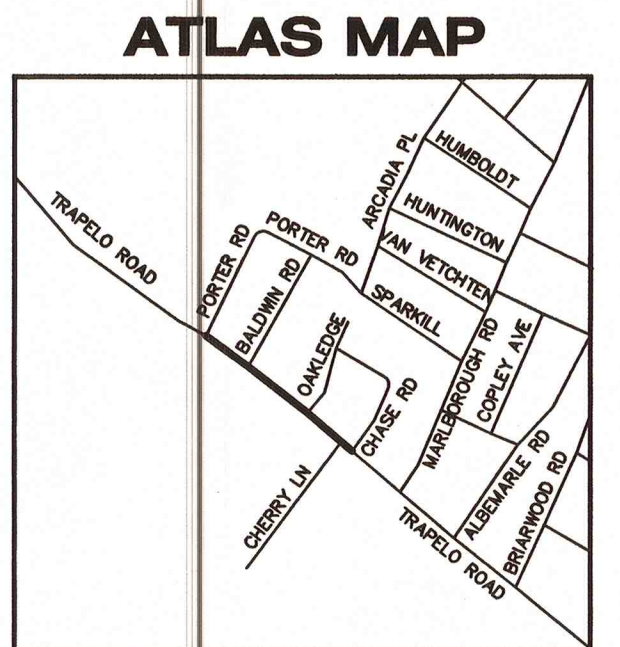 ATLAS MAP
TRAPELO ROAD
PORTER RD
PORTER RD
BALDWIN RD
OAKLEDGE
CHASE RD
CHERRY LN
ARCADIA PL
HUMBOLDT
HUNTINGTON
VAN VETCHTEN
SPARKILL
MARLBOROUGH RD
COPLEY AVE
ALBEMARLE RD
BRIARWOOD RD
TRAPELO ROAD